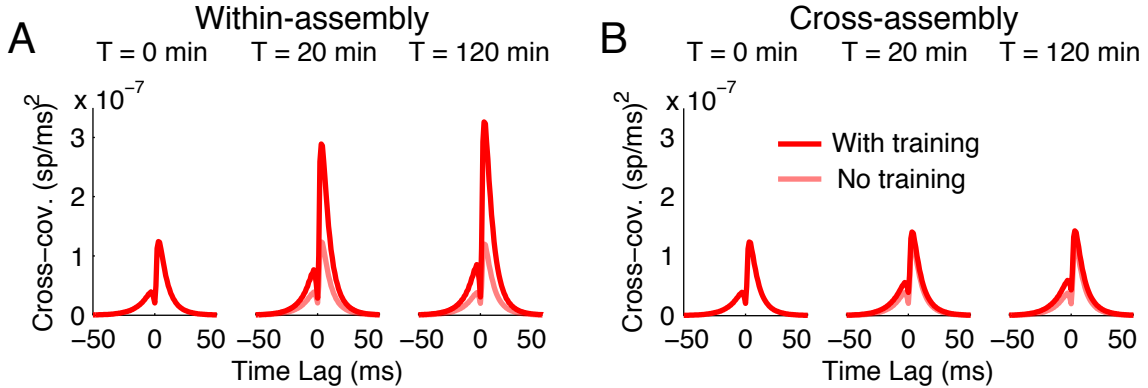 A
Within-assembly
T = 0 min
T = 20 min
T = 120 min
x 10⁻⁷
Cross−cov. (sp/ms)²
3
2
1
0
−50 0 50
−50 0 50
−50 0 50
Time Lag (ms)
B
Cross-assembly
T = 0 min
T = 20 min
T = 120 min
x 10⁻⁷
Cross−cov. (sp/ms)²
3
2
1
0
With training
No training
−50 0 50
−50 0 50
−50 0 50
Time Lag (ms)